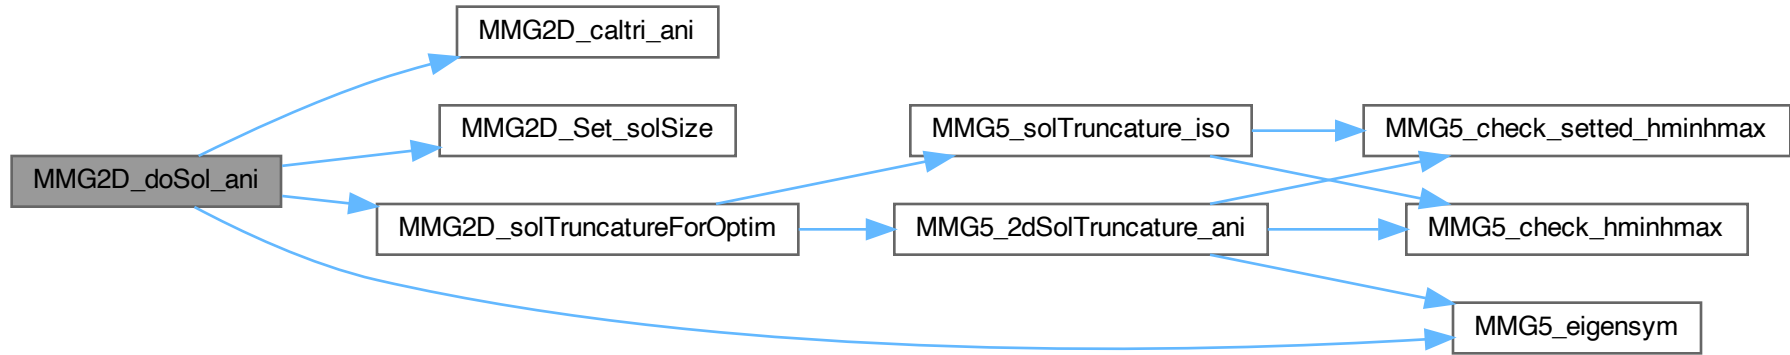 MMG2D_caltri_ani
MMG2D_Set_solSize
MMG5_solTruncature_iso
MMG5_check_setted_hminhmax
MMG2D_doSol_ani
MMG2D_solTruncatureForOptim
MMG5_2dSolTruncature_ani
MMG5_check_hminhmax
MMG5_eigensym